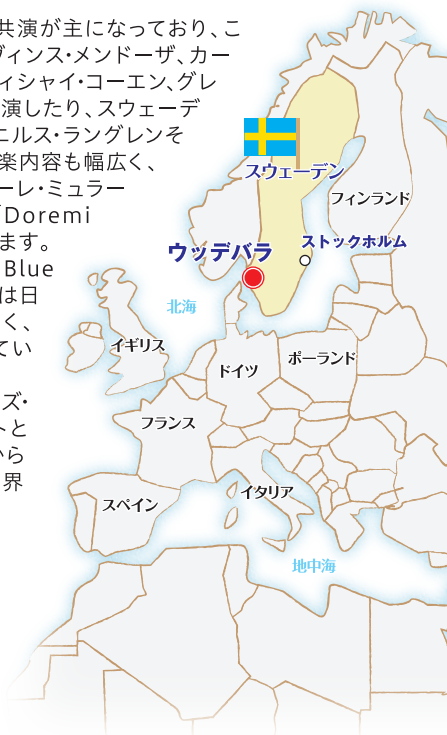 共演が主になっており、こ
ヴィンス・メンドーザ、カー
ィシャイ・コーエン、グレ
演したり、スウェーデ
ニルス・ラングレンそ
楽内容も幅広く、
ーレ・ミュラー
「Doremi
ます。
Blue
は日
く、
てい
ズ・
トと
から
界
スウェーデン
フィンランド
ウッデバラ
ストックホルム
北海
イギリス
ドイツ
ポーランド
フランス
スペイン
イタリア
地中海